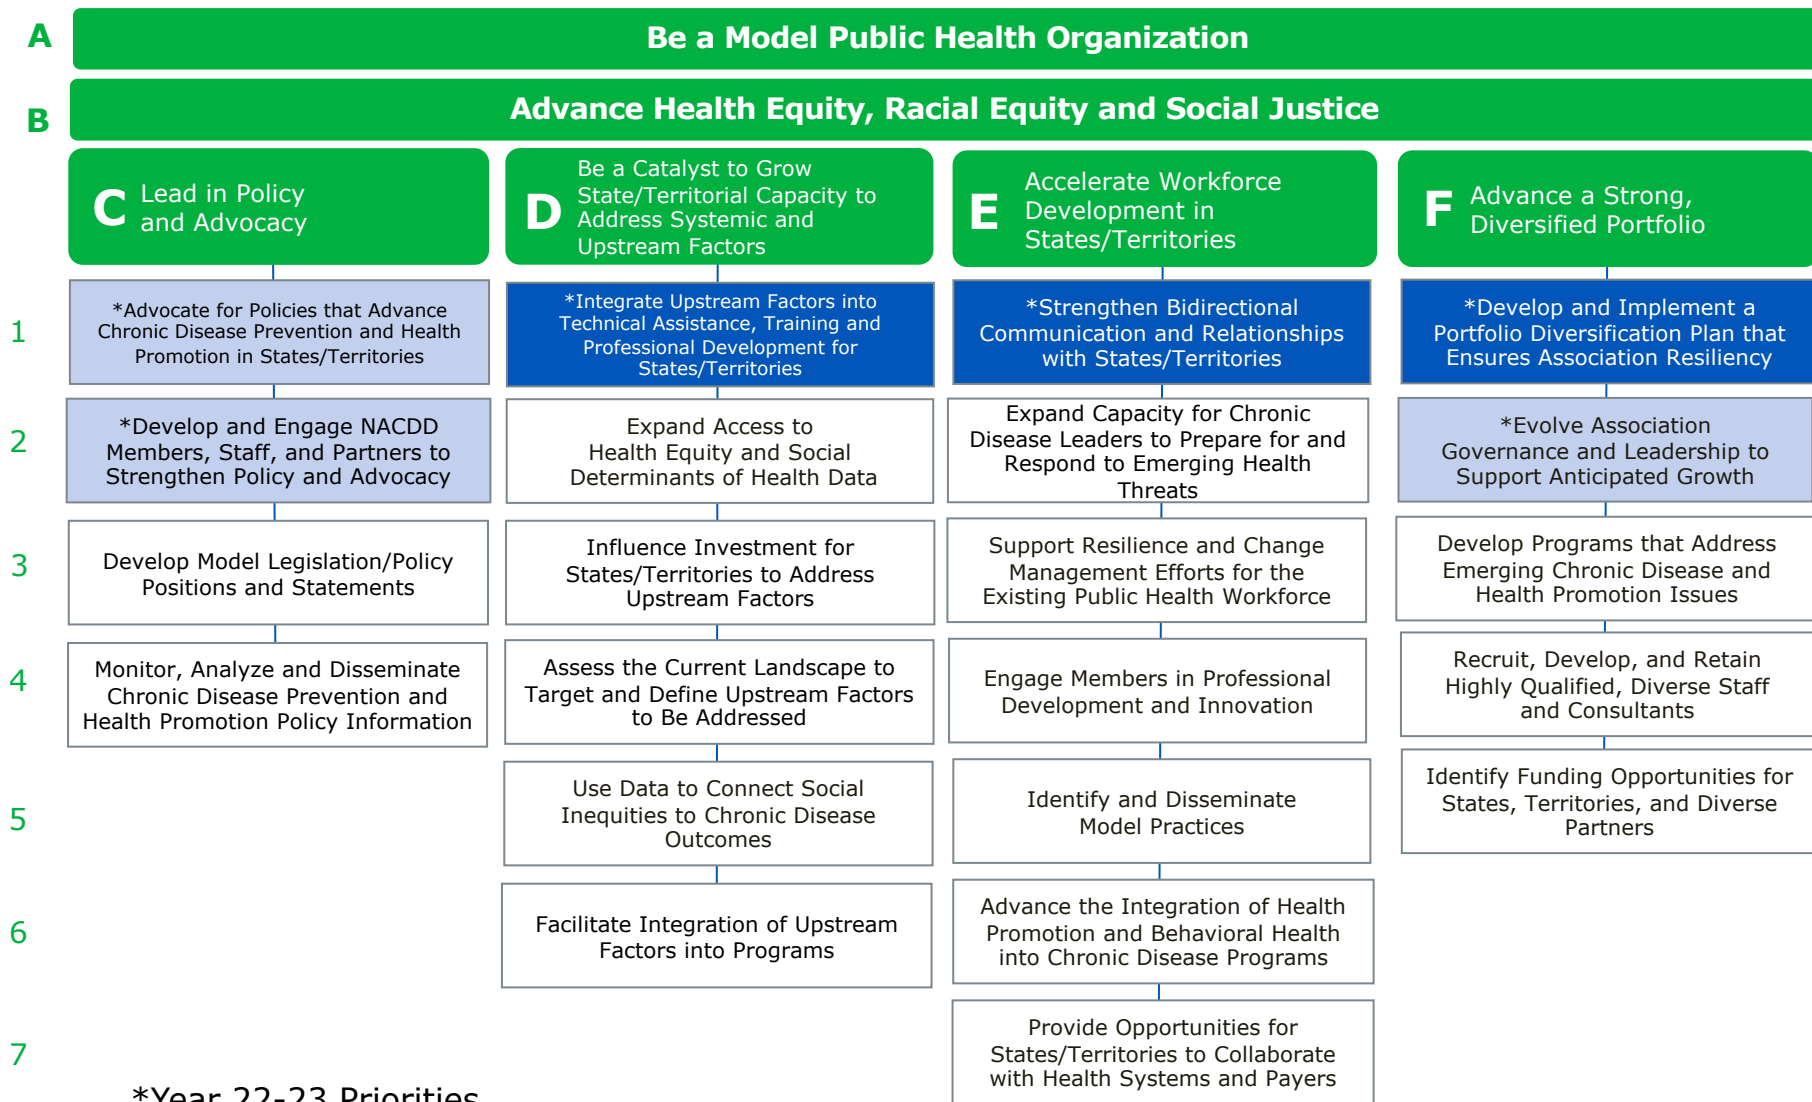 A
Be a Model Public Health Organization
B
Advance Health Equity, Racial Equity and Social Justice
C
Lead in Policy
and Advocacy
D
Be a Catalyst to Grow
State/Territorial Capacity to
Address Systemic and
Upstream Factors
E
Accelerate Workforce
Development in
States/Territories
F
Advance a Strong,
Diversified Portfolio
1
*Advocate for Policies that Advance
Chronic Disease Prevention and Health
Promotion in States/Territories
*Integrate Upstream Factors into
Technical Assistance, Training and
Professional Development for
States/Territories
*Strengthen Bidirectional
Communication and Relationships
with States/Territories
*Develop and Implement a
Portfolio Diversification Plan that
Ensures Association Resiliency
2
*Develop and Engage NACDD
Members, Staff, and Partners to
Strengthen Policy and Advocacy
Expand Access to
Health Equity and Social
Determinants of Health Data
Expand Capacity for Chronic
Disease Leaders to Prepare for and
Respond to Emerging Health
Threats
*Evolve Association
Governance and Leadership to
Support Anticipated Growth
3
Develop Model Legislation/Policy
Positions and Statements
Influence Investment for
States/Territories to Address
Upstream Factors
Support Resilience and Change
Management Efforts for the
Existing Public Health Workforce
Develop Programs that Address
Emerging Chronic Disease and
Health Promotion Issues
4
Monitor, Analyze and Disseminate
Chronic Disease Prevention and
Health Promotion Policy Information
Assess the Current Landscape to
Target and Define Upstream Factors
to Be Addressed
Engage Members in Professional
Development and Innovation
Recruit, Develop, and Retain
Highly Qualified, Diverse Staff
and Consultants
5
Use Data to Connect Social
Inequities to Chronic Disease
Outcomes
Identify and Disseminate
Model Practices
Identify Funding Opportunities for
States, Territories, and Diverse
Partners
6
Facilitate Integration of Upstream
Factors into Programs
Advance the Integration of Health
Promotion and Behavioral Health
into Chronic Disease Programs
7
Provide Opportunities for
States/Territories to Collaborate
with Health Systems and Payers
*Year 22-23 Priorities